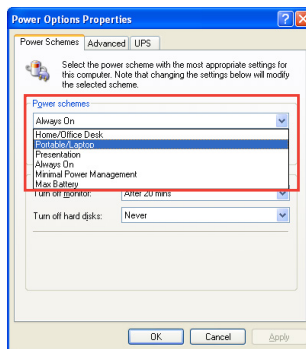 Power Options Properties
Power Schemes Advanced UPS
Select the power scheme with the most appropriate settings for
this computer. Note that changing the settings below will modify
the selected scheme.
Power schemes
Always On
Home/Office Desk
Portable/Laptop
Presentation
Always On
Minimal Power Management
Max Battery
Turn off monitor: After 20 mins
Turn off hard disks: Never
OK Cancel Apply